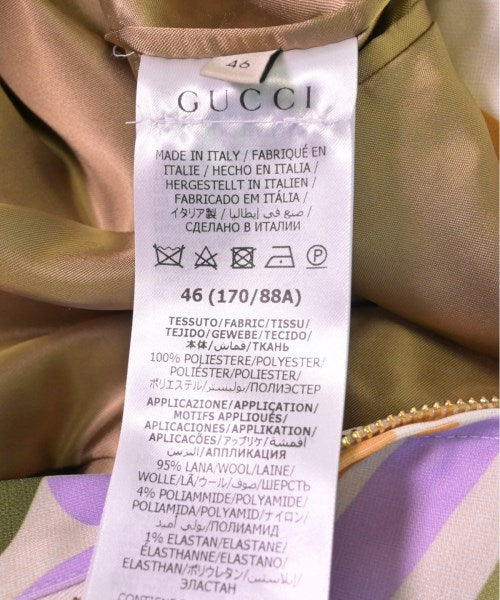 46
GUCCI
MADE IN ITALY / FABRIQUÉ EN
ITALIE / HECHO EN ITALIA /
HERGESTELLT IN ITALIEN /
FABRICADO EM ITÁLIA /
イタリア製 / صنع في إيطاليا /
СДЕЛАНО В ИТАЛИИ
46 (170/88A)
TESSUTO/FABRIC/TISSU/
TEJIDO/GEWEBE/TECIDO/
本体/قماش/ТКАНЬ
100% POLIESTERE/POLYESTER/
POLIÉSTER/POLYESTER/
ポリエステル/بوليستر/ПОЛИЭСТЕР
APPLICAZIONE/APPLICATION/
MOTIFS APPLIQUÉS/
APLICACIONES/APPLIKATION/
APLICAÇÕES/アップリケ/أقمشة
التزيين/АППЛИКАЦИЯ
95% LANA/WOOL/LAINE/
WOLLE/LÃ/ウール/صوف/ШЕРСТЬ
4% POLIAMMIDE/POLYAMIDE/
POLIAMIDA/POLYAMID/ナイロン/
بولي أميد/ПОЛИАМИД
1% ELASTAN/ELASTANE/
ELASTHANNE/ELASTANO/
ELASTHAN/ポリウレタン/إيلاستين/
ЭЛАСТАН